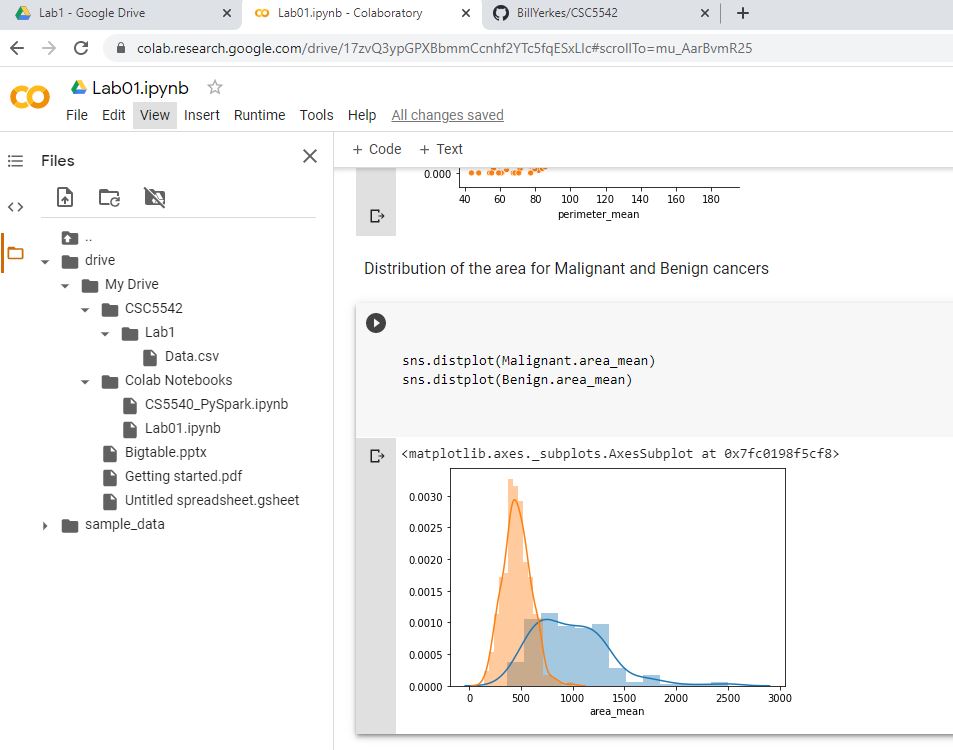 Lab1 - Google Drive
Lab01.ipynb - Colaboratory
BillYerkes/CSC5542
colab.research.google.com/drive/17zvQ3ypGPXBbmmCcnhf2YTc5fqESxLIc#scrollTo=mu_AarBvmR25
Lab01.ipynb
File Edit View Insert Runtime Tools Help All changes saved
Files
+ Code + Text
..
drive
My Drive
CSC5542
Lab1
Data.csv
Colab Notebooks
CS5540_PySpark.ipynb
Lab01.ipynb
Bigtable.pptx
Getting started.pdf
Untitled spreadsheet.gsheet
sample_data
0.000
40 60 80 100 120 140 160 180
perimeter_mean
Distribution of the area for Malignant and Benign cancers
sns.distplot(Malignant.area_mean)
sns.distplot(Benign.area_mean)
<matplotlib.axes._subplots.AxesSubplot at 0x7fc0198f5cf8>
0.0030
0.0025
0.0020
0.0015
0.0010
0.0005
0.0000
0 500 1000 1500 2000 2500 3000
area_mean